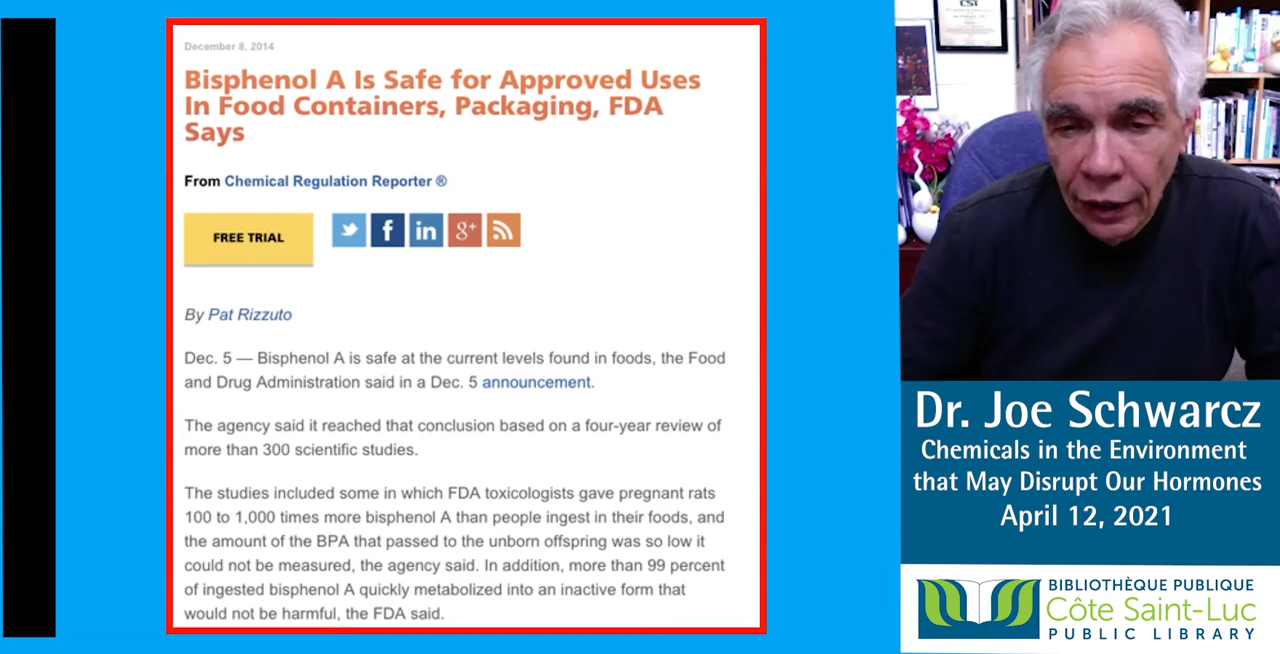 December 8, 2014
Bisphenol A Is Safe for Approved Uses
In Food Containers, Packaging, FDA
Says
From Chemical Regulation Reporter ®
FREE TRIAL
f
in
g+
By Pat Rizzuto
Dec. 5 — Bisphenol A is safe at the current levels found in foods, the Food
and Drug Administration said in a Dec. 5 announcement.
The agency said it reached that conclusion based on a four-year review of
more than 300 scientific studies.
The studies included some in which FDA toxicologists gave pregnant rats
100 to 1,000 times more bisphenol A than people ingest in their foods, and
the amount of the BPA that passed to the unborn offspring was so low it
could not be measured, the agency said. In addition, more than 99 percent
of ingested bisphenol A quickly metabolized into an inactive form that
would not be harmful, the FDA said.
Dr. Joe Schwarcz
Chemicals in the Environment
that May Disrupt Our Hormones
April 12, 2021
BIBLIOTHÈQUE PUBLIQUE
Côte Saint-Luc
PUBLIC LIBRARY